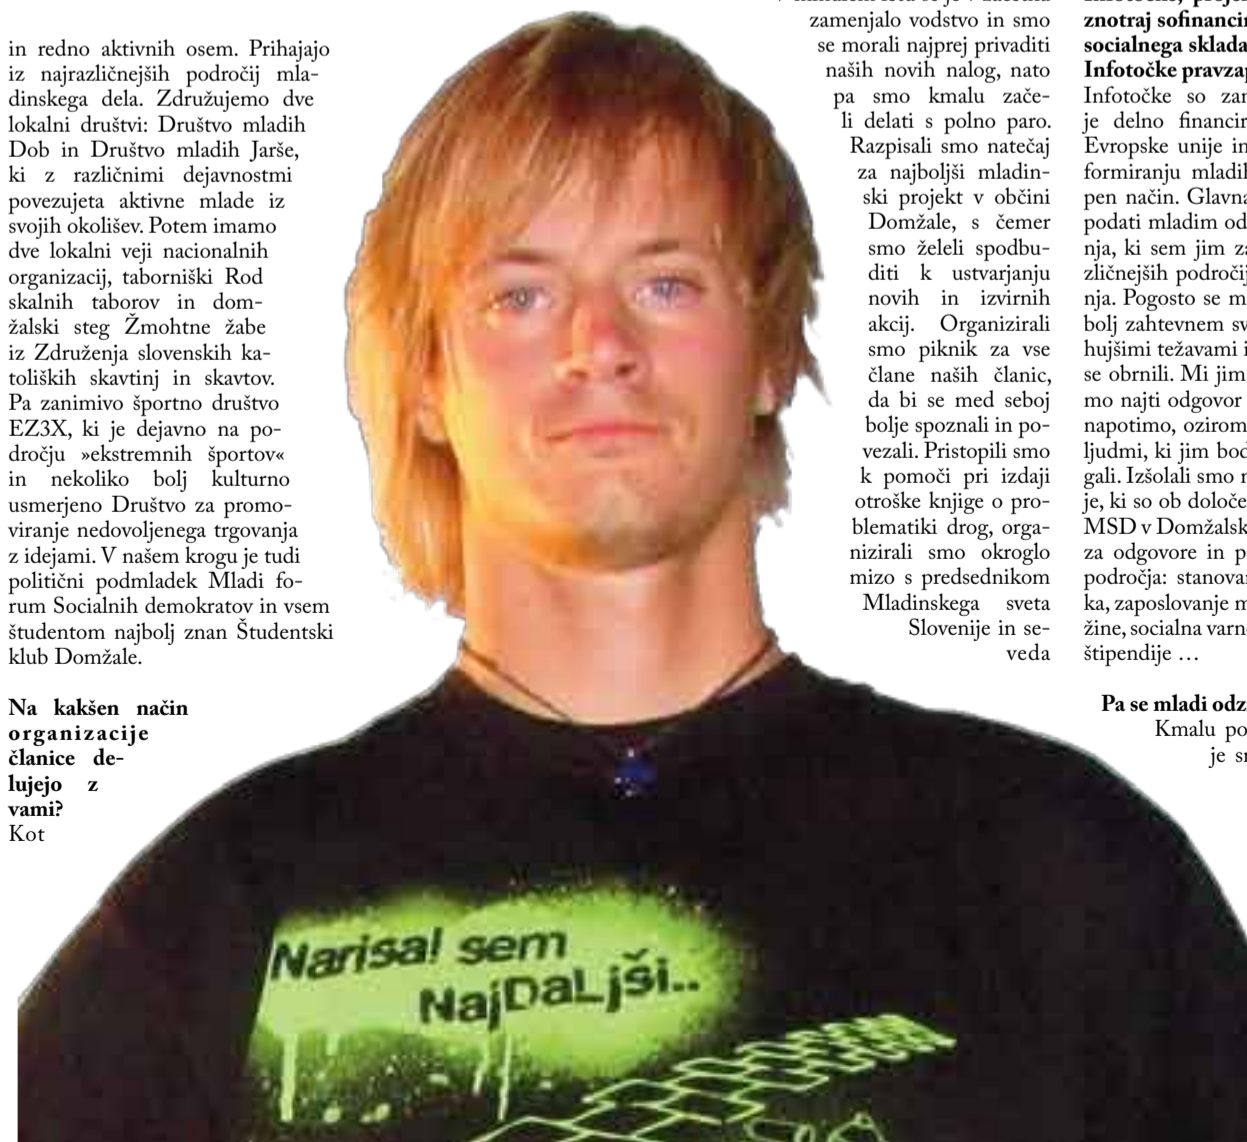 in redno aktivnih osem. Prihajajo
iz najrazličnejših področij mla-
dinskega dela. Združujemo dve
lokalni društvi: Društvo mladih
Dob in Društvo mladih Jarše,
ki z različnimi dejavnostmi
povezujeta aktivne mlade iz
svojih okolišev. Potem imamo
dve lokalni veji nacionalnih
organizacij, taborniški Rod
skalnih taborov in dom-
žalski steg Žmohtne žabe
iz Združenja slovenskih ka-
toliških skavtinj in skavtov.
Pa zanimivo športno društvo
EZ3X, ki je dejavno na po-
dročju »ekstremnih športov«
in nekoliko bolj kulturno
usmerjeno Društvo za promo-
viranje nedovoljenega trgovanja
z idejami. V našem krogu je tudi
politični podmladek Mladi fo-
rum Socialnih demokratov in vsem
študentom najbolj znan Študentski
klub Domžale.
Na kakšen način
organizacije
članice de-
lujejo z
vami?
Kot
zamenjalo vodstvo in smo
se morali najprej privaditi
naših novih nalog, nato
pa smo kmalu zače-
li delati s polno paro.
Razpisali smo natečaj
za najboljši mladin-
ski projekt v občini
Domžale, s čemer
smo želeli spodbu-
diti k ustvarjanju
novih in izvirnih
akcij. Organizirali
smo piknik za vse
člane naših članic,
da bi se med seboj
bolje spoznali in po-
vezali. Pristopili smo
k pomoči pri izdaji
otroške knjige o pro-
blematiki drog, orga-
nizirali smo okroglo
mizo s predsednikom
Mladinskega sveta
Slovenije in se-
veda
znotraj sofinancir
socialnega sklada
Infotočke pravzap
Infotočke so zan
je delno financir
Evropske unije in
formiranju mladih
pen način. Glavna
podati mladim od
nja, ki sem jim za
zličnejših področij
nja. Pogosto se m
bolj zahtevnem sv
hujšimi težavami i
se obrnili. Mi jim
mo najti odgovor
napotimo, ozirom
ljudmi, ki jim bod
gali. Izšolali smo
je, ki so ob določe
MSD v Domžalsk
za odgovore in p
področja: stanova
ka, zaposlovanje m
žine, socialna varn
štipendije …
Pa se mladi odz
Kmalu po
je sn
Narisal sem
NajDaLjši..